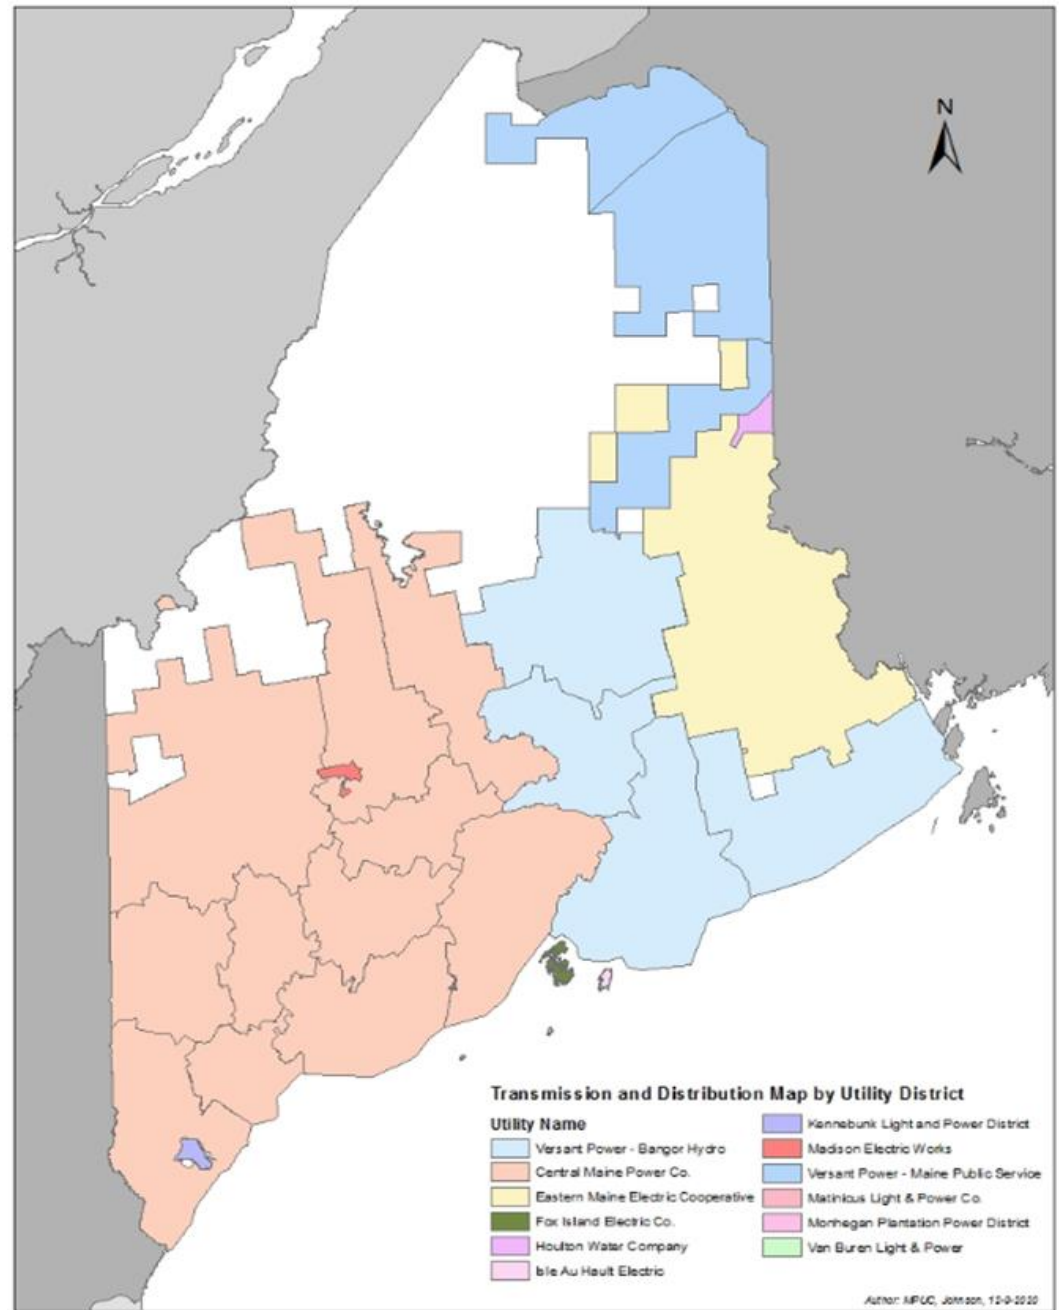 N
Transmission and Distribution Map by Utility District
Utility Name
Versant Power - Bangor Hydro
Central Maine Power Co.
Eastern Maine Electric Cooperative
Fox Island Electric Co.
Houlton Water Company
Isle Au Hault Electric
Kennebunk Light and Power District
Madison Electric Works
Versant Power - Maine Public Service
Matinicus Light & Power Co.
Monhegan Plantation Power District
Van Buren Light & Power
Author: MPUC, Johnson, 12-9-2020